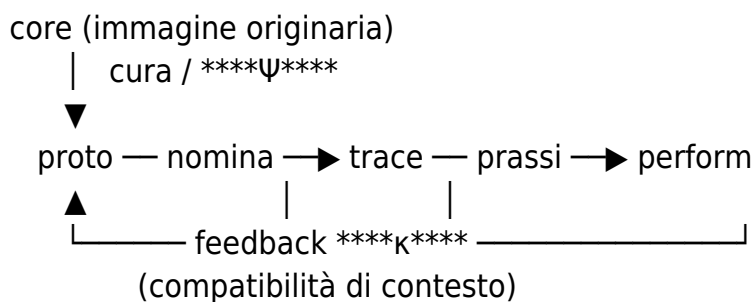 core (immagine originaria)
│ cura / ****Ψ****
▼
proto — nomina —▶ trace — prassi —▶ perform
▲ │ │
└───── feedback ****κ**** ─────────┘
(compatibilità di contesto)